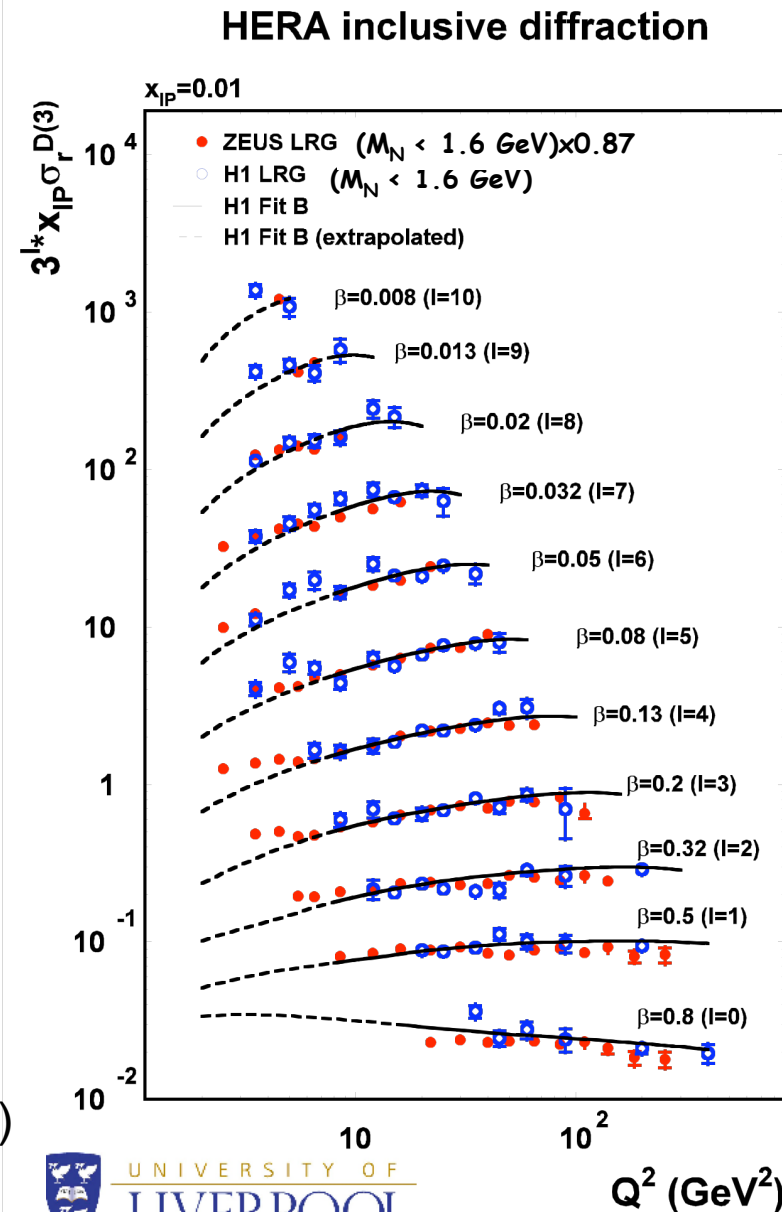 HERA inclusive diffraction
x_IP=0.01
3^l*x_IP σ_r^D(3)
ZEUS LRG (M_N < 1.6 GeV)x0.87
H1 LRG (M_N < 1.6 GeV)
H1 Fit B
H1 Fit B (extrapolated)
10^4
10^3
10^2
10
1
10^-1
10^-2
β=0.008 (l=10)
β=0.013 (l=9)
β=0.02 (l=8)
β=0.032 (l=7)
β=0.05 (l=6)
β=0.08 (l=5)
β=0.13 (l=4)
β=0.2 (l=3)
β=0.32 (l=2)
β=0.5 (l=1)
β=0.8 (l=0)
10 10^2
Q^2 (GeV^2)
)
UNIVERSITY OF
LIVERPOOL